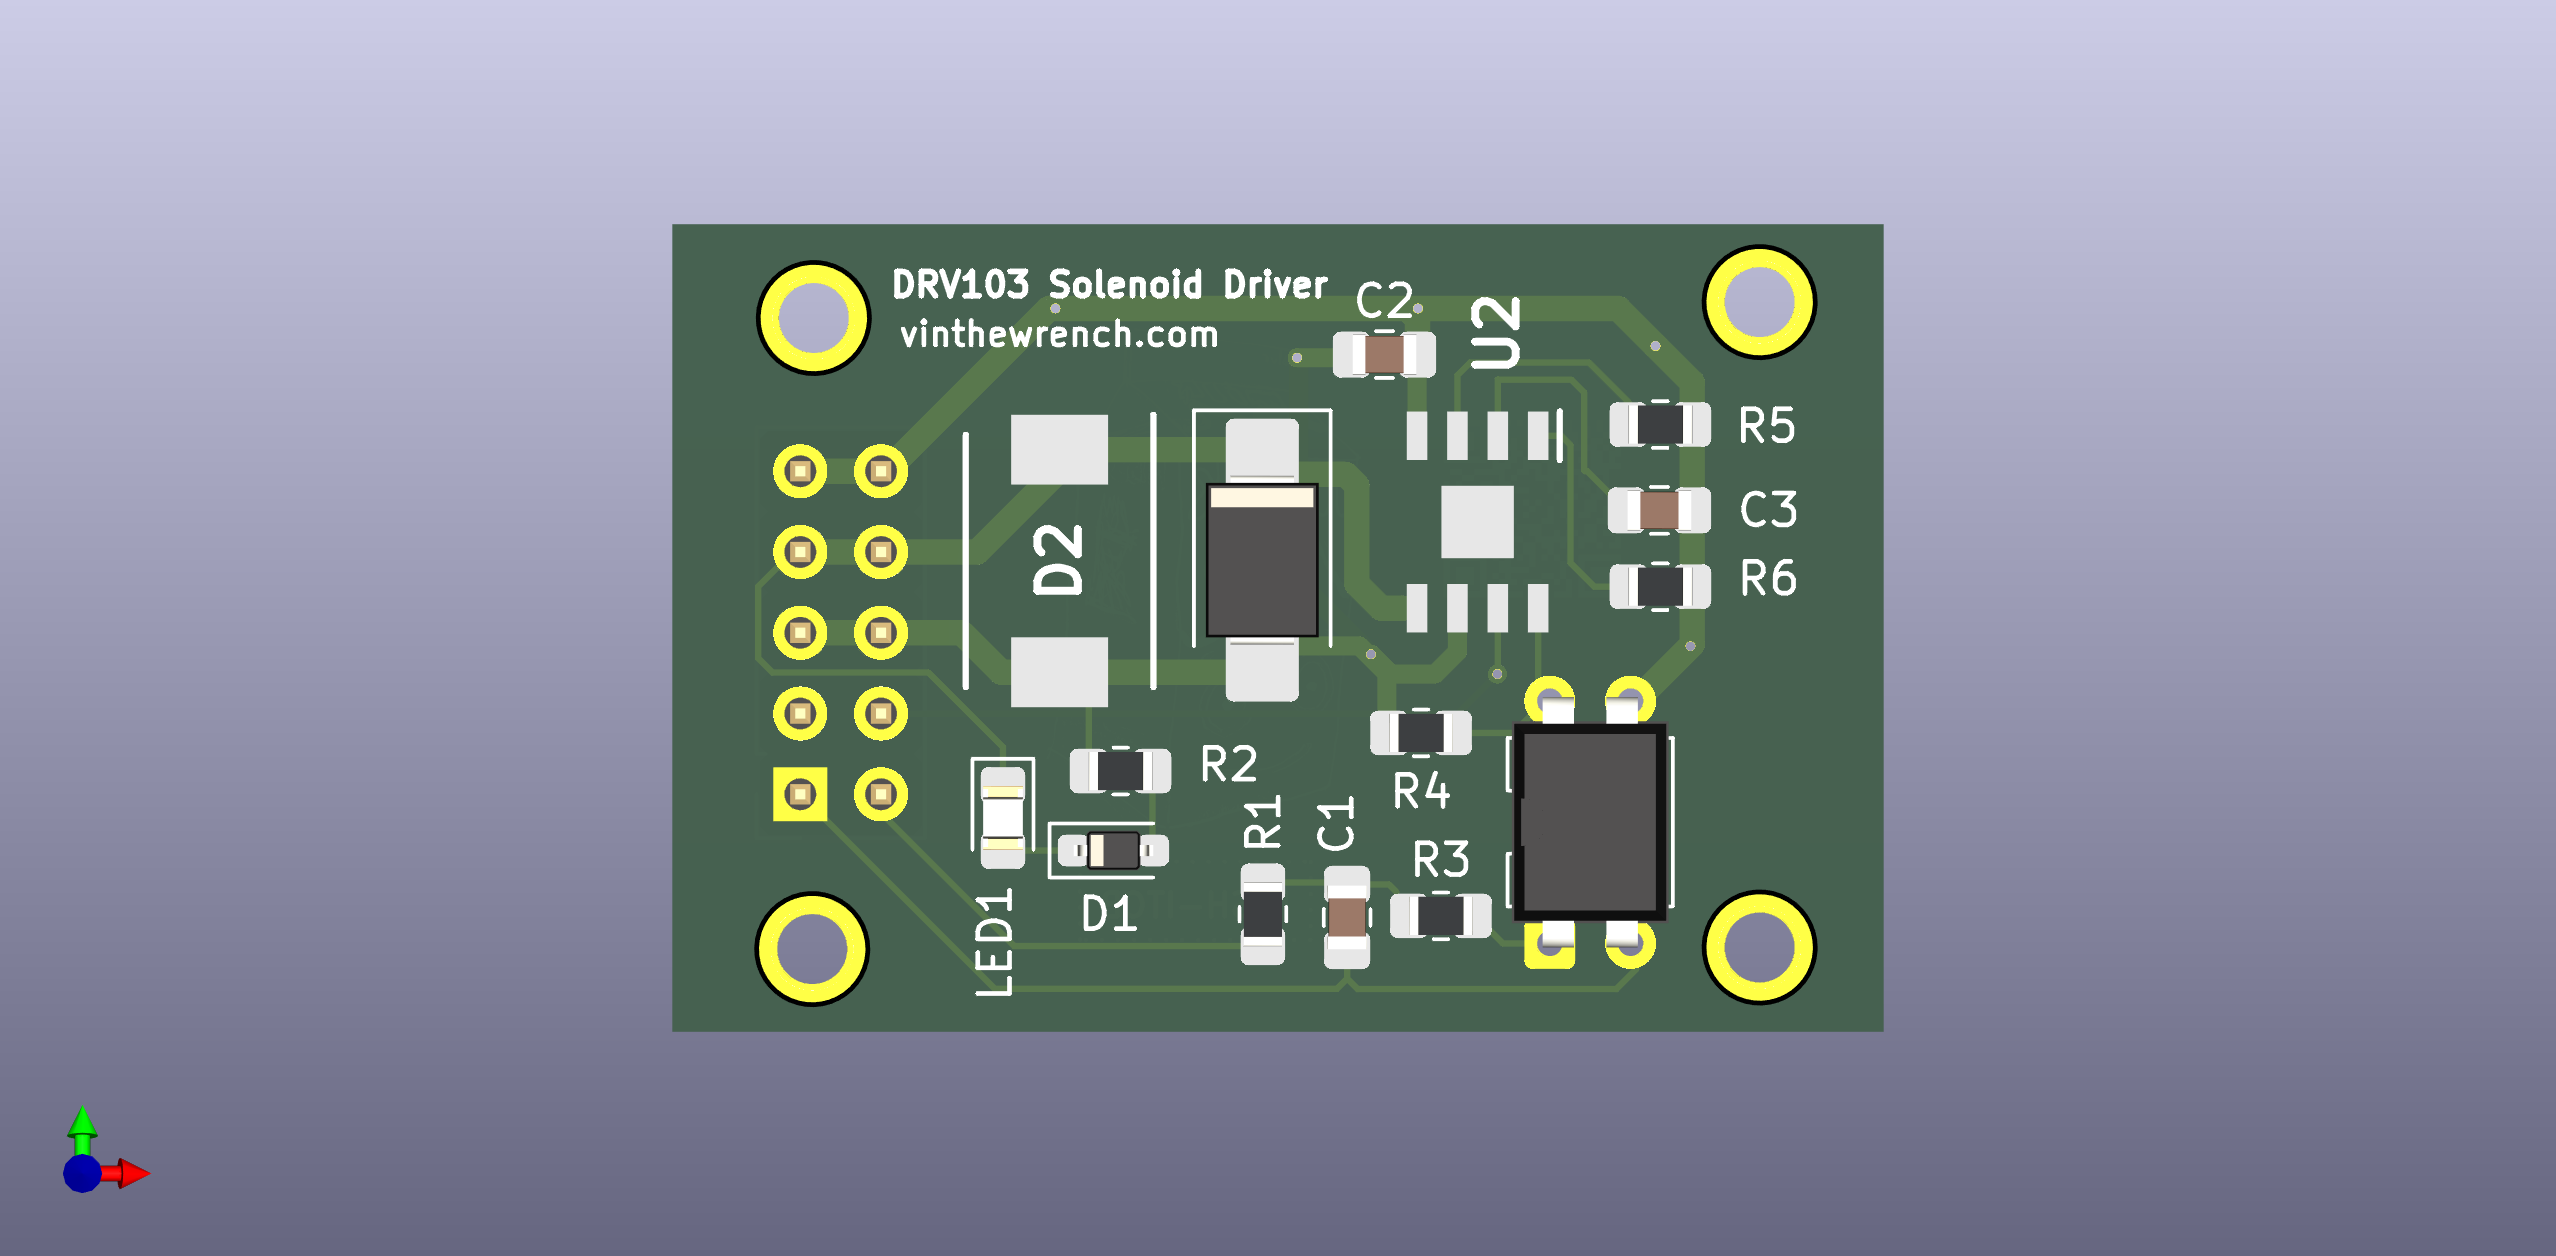 DRV103 Solenoid Driver
vinthewrench.com
C2
U2
R5
C3
D2
R6
R2
R4
R1
C1
R3
LED1
D1